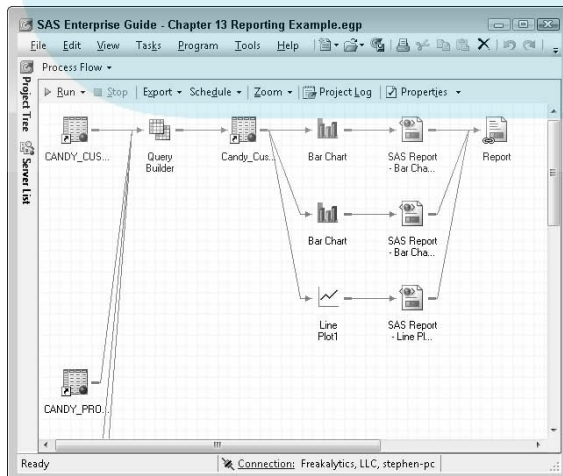 SAS Enterprise Guide - Chapter 13 Reporting Example.egp
File Edit View Tasks Program Tools Help
Process Flow
Run Stop Export Schedule Zoom Project Log Properties
Project Tree
Server List
CANDY_CUS...
Query
Builder
Candy_Cus...
Bar Chart
SAS Report
- Bar Cha...
Report
Bar Chart
SAS Report
- Bar Cha...
Line
Plot1
SAS Report
- Line Pl...
CANDY_PRO...
Ready
Connection: Freakalytics, LLC, stephen-pc